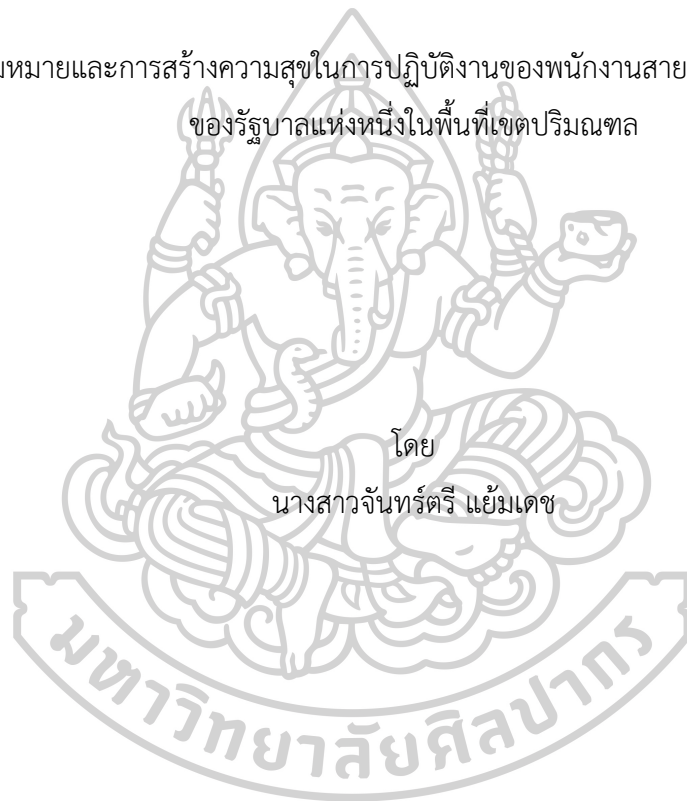 หมายและการสร้างความสุขในการปฏิบัติงานของพนักงานสาย
ของรัฐบาลแห่งหนึ่งในพื้นที่เขตปริมณฑล
โดย
นางสาวจันทร์ตรี แย้มเดช
มหาวิทยาลัยศิลปากร